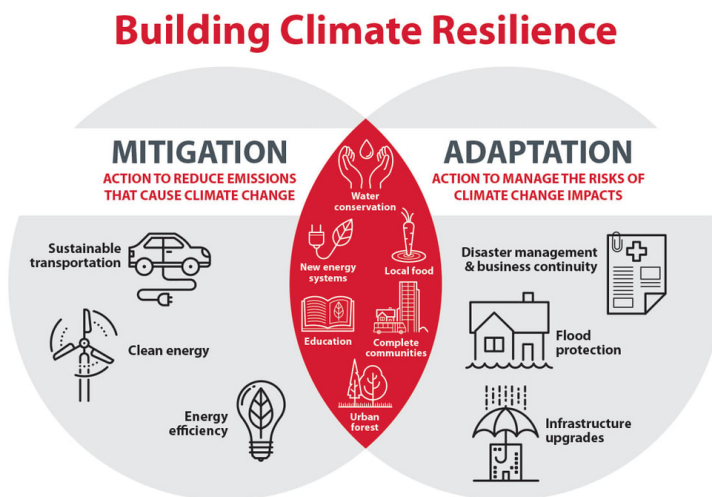 Building Climate Resilience
MITIGATION
ACTION TO REDUCE EMISSIONS
THAT CAUSE CLIMATE CHANGE
Sustainable
transportation
Clean energy
Energy
efficiency
Water
conservation
New energy
systems
Local food
Education
Complete
communities
Urban
forest
ADAPTATION
ACTION TO MANAGE THE RISKS OF
CLIMATE CHANGE IMPACTS
Disaster management
& business continuity
Flood
protection
Infrastructure
upgrades